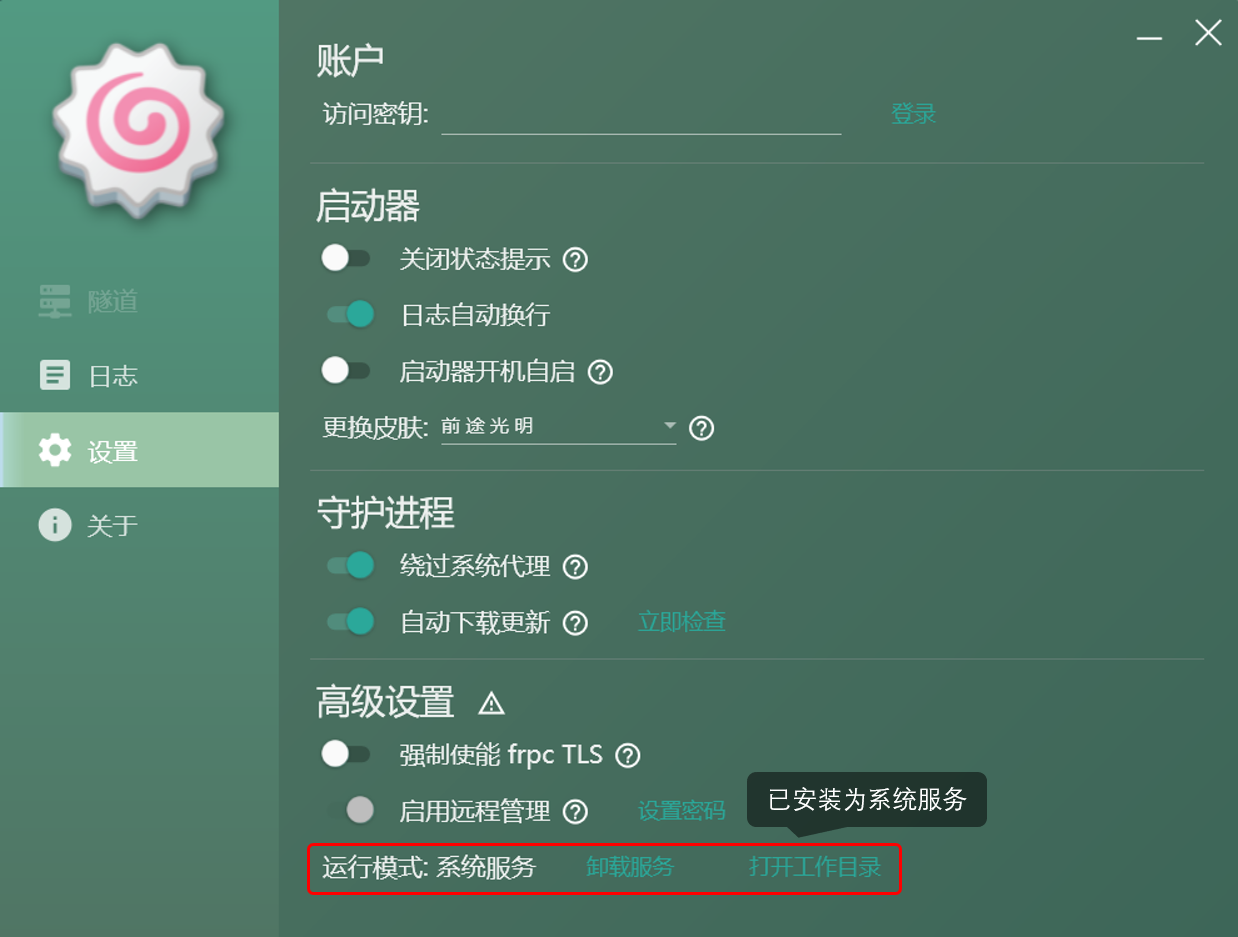 账户
访问密钥:
登录
启动器
关闭状态提示
日志自动换行
启动器开机自启
更换皮肤: 前途光明
隧道
日志
设置
关于
守护进程
绕过系统代理
自动下载更新 立即检查
高级设置
强制使能 frpc TLS
启用远程管理 设置密码
已安装为系统服务
运行模式: 系统服务 卸载服务 打开工作目录